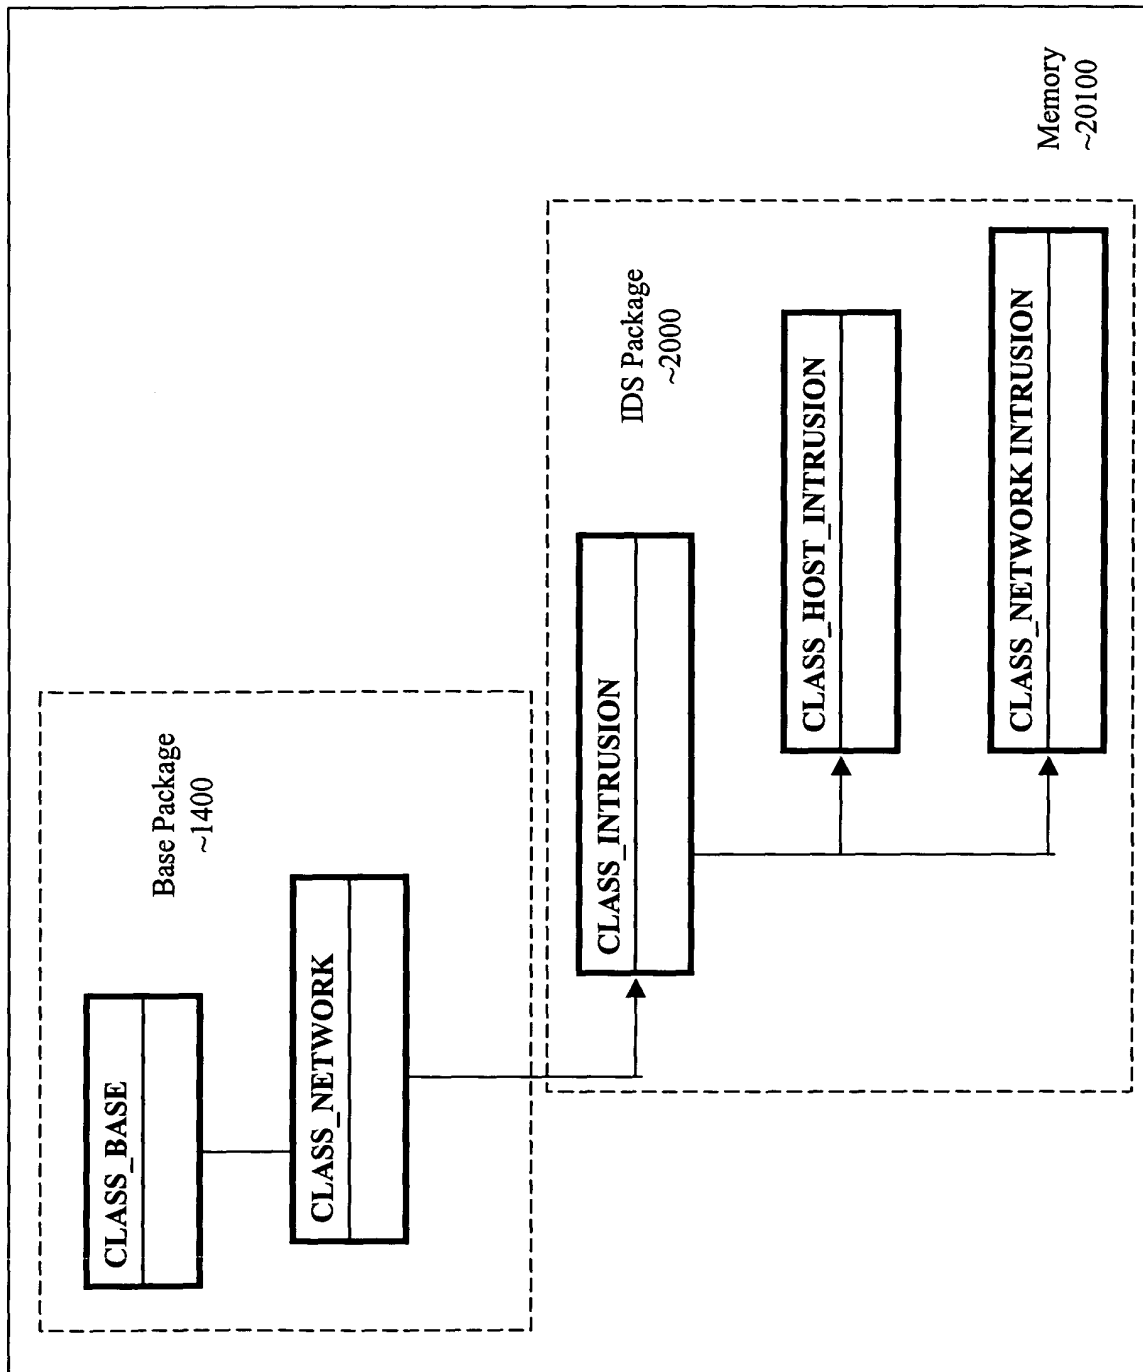 CLASS_BASE
Base Package
~1400
CLASS_NETWORK
CLASS_INTRUSION
IDS Package
~2000
CLASS_HOST_INTRUSION
CLASS_NETWORK INTRUSION
Memory
~20100